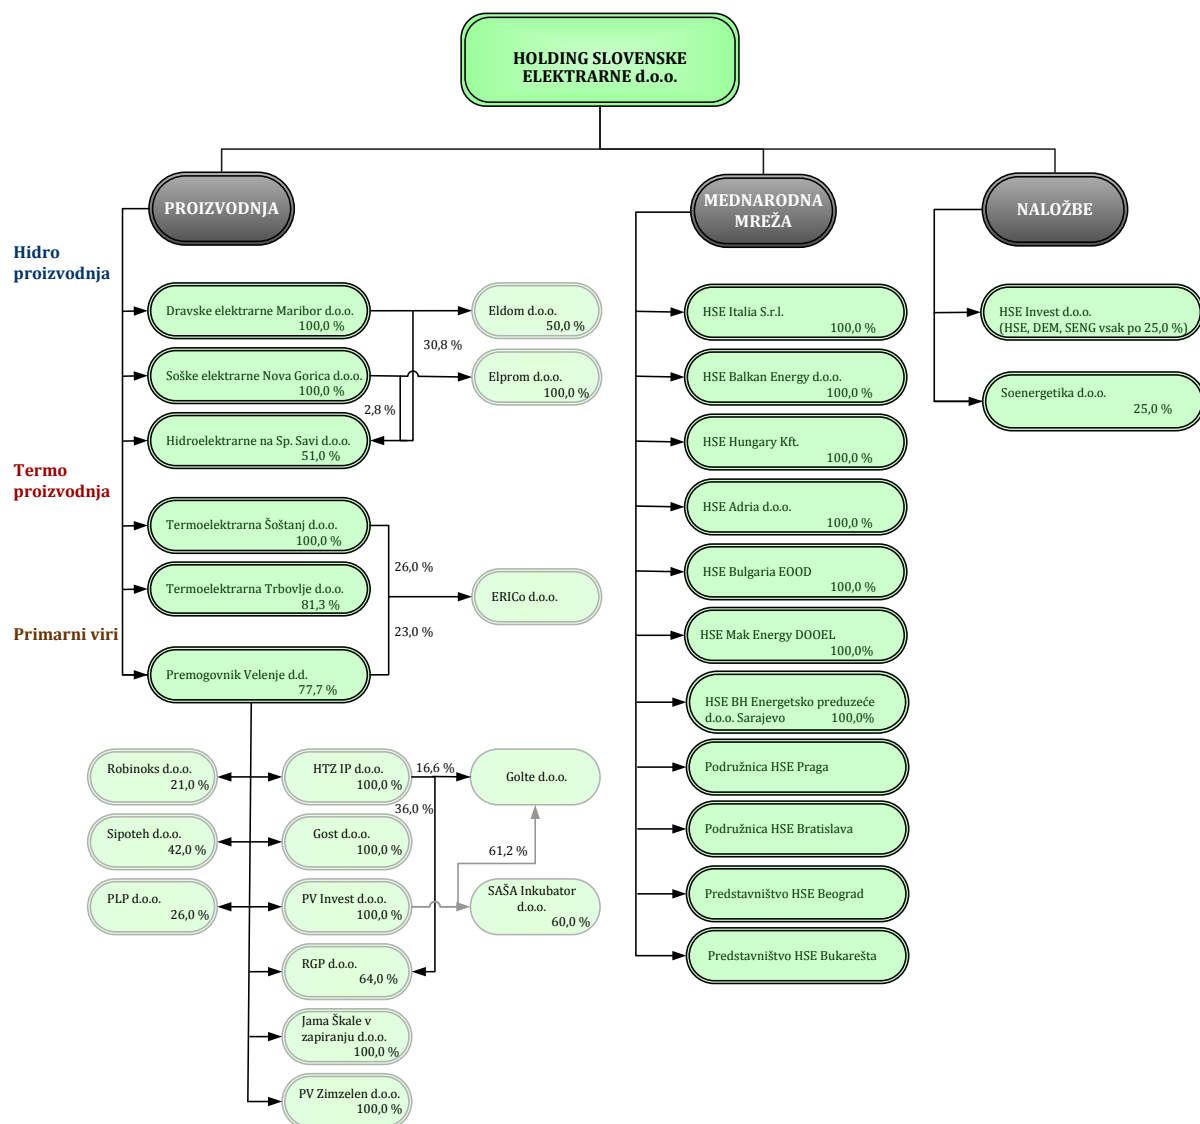 HOLDING SLOVENSKE
ELEKTRARNE d.o.o.
PROIZVODNJA
MEDNARODNA
MREŽA
NALOŽBE
Hidro
proizvodnja
Dravske elektrarne Maribor d.o.o.
100,0 %
Eldom d.o.o.
50,0 %
30,8 %
Soške elektrarne Nova Gorica d.o.o.
100,0 %
Elprom d.o.o.
100,0 %
2,8 %
Hidroelektrarne na Sp. Savi d.o.o.
51,0 %
Termo
proizvodnja
Termoelektrarna Šoštanj d.o.o.
100,0 %
26,0 %
Termoelektrarna Trbovlje d.o.o.
81,3 %
ERICo d.o.o.
Primarni viri
23,0 %
Premogovnik Velenje d.d.
77,7 %
Robinoks d.o.o.
21,0 %
HTZ IP d.o.o.
100,0 %
16,6 %
Golte d.o.o.
36,0 %
Sipoteh d.o.o.
42,0 %
Gost d.o.o.
100,0 %
61,2 %
PLP d.o.o.
26,0 %
PV Invest d.o.o.
100,0 %
SAŠA Inkubator
d.o.o.
60,0 %
RGP d.o.o.
64,0 %
Jama Škale v
zapiranju d.o.o.
100,0 %
PV Zimzelen d.o.o.
100,0 %
HSE Italia S.r.l.
100,0 %
HSE Balkan Energy d.o.o.
100,0 %
HSE Hungary Kft.
100,0 %
HSE Adria d.o.o.
100,0 %
HSE Bulgaria EOOD
100,0 %
HSE Mak Energy DOOEL
100,0%
HSE BH Energetsko preduzeće
d.o.o. Sarajevo 100,0%
Podružnica HSE Praga
Podružnica HSE Bratislava
Predstavništvo HSE Beograd
Predstavništvo HSE Bukarešta
HSE Invest d.o.o.
(HSE, DEM, SENG vsak po 25,0 %)
Soenergetika d.o.o.
25,0 %